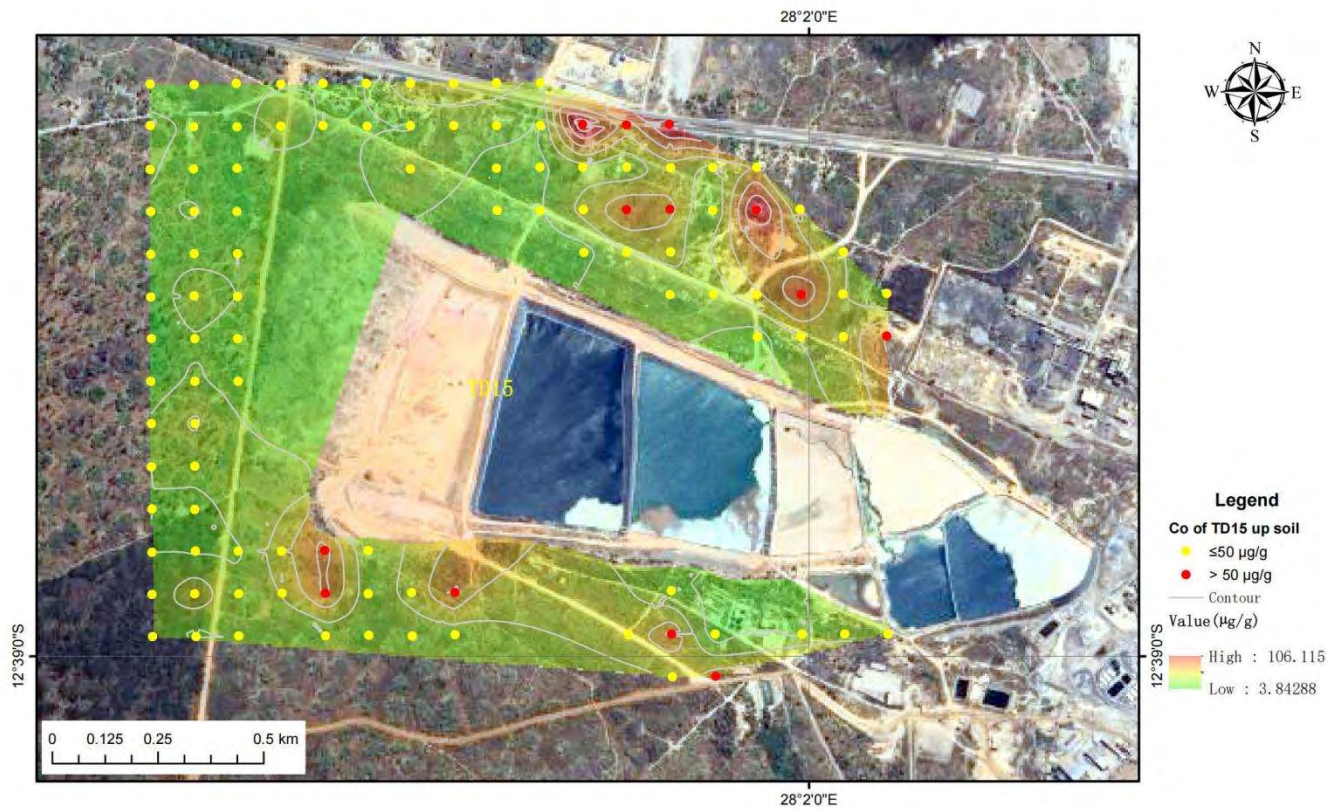 28°2'0"E
N
W E
S
TD15
12°39'0"S
12°39'0"S
Legend
Co of TD15 up soil
≤50 μg/g
> 50 μg/g
Contour
Value(μg/g)
High : 106.115
Low : 3.84288
0 0.125 0.25 0.5 km
28°2'0"E